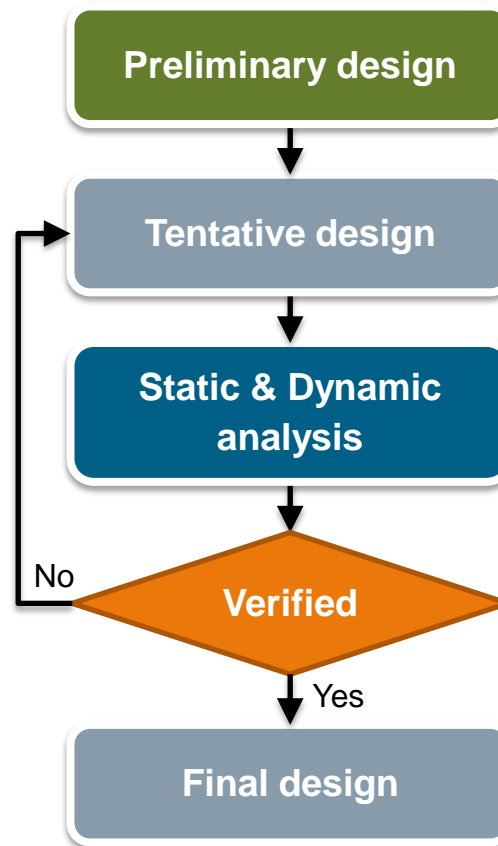 Preliminary design
Tentative design
Static & Dynamic
analysis
No
Verified
Yes
Final design